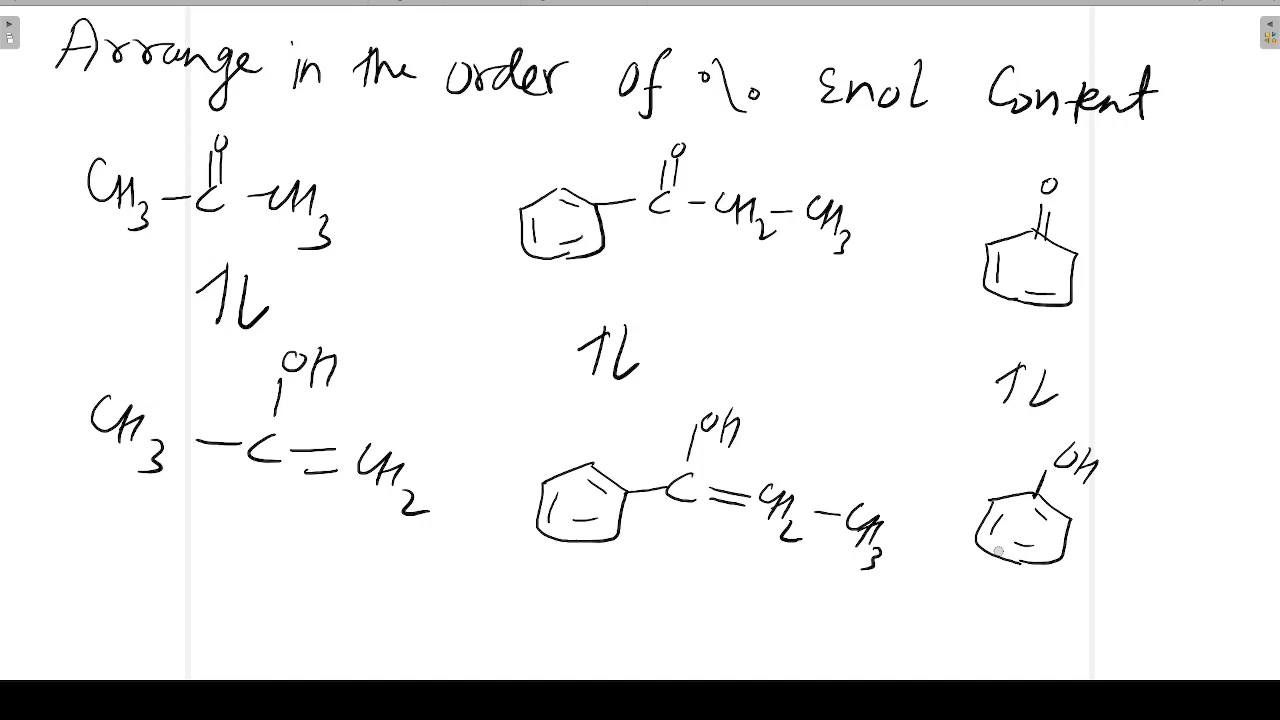 Arrange in the order of % Enol Content
O O O
CH3 - C - CH3 C - CH2 - CH3
OH
CH3 - C = CH2
OH OH
C = CH2 - CH3